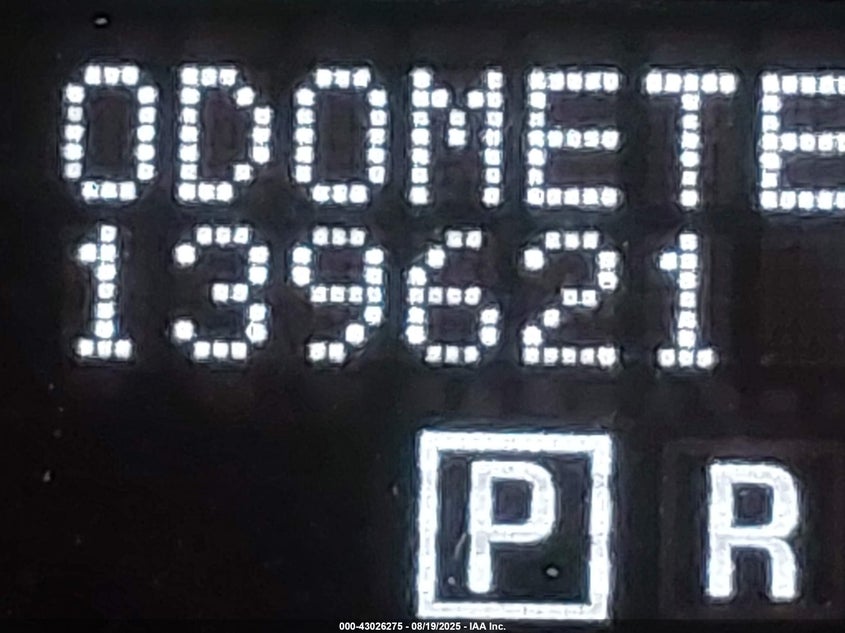 ODOMETE
139621
P R
000-43026275 - 08/19/2025 - IAA Inc.